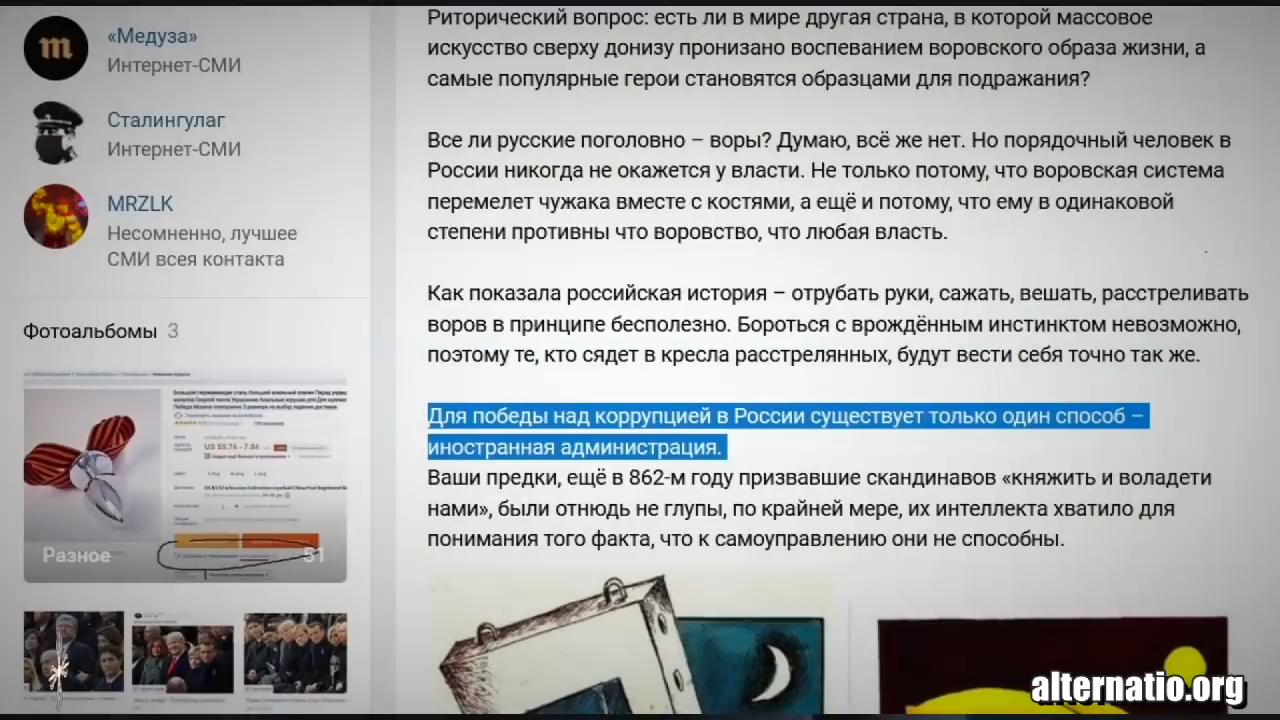 «Медуза»
Интернет-СМИ
Сталингулаг
Интернет-СМИ
MRZLK
Несомненно, лучшее
СМИ всея контакта
Фотоальбомы 3
US $5.74 - 7.84
Разное 51
Риторический вопрос: есть ли в мире другая страна, в которой массовое
искусство сверху донизу пронизано воспеванием воровского образа жизни, а
самые популярные герои становятся образцами для подражания?
Все ли русские поголовно – воры? Думаю, всё же нет. Но порядочный человек в
России никогда не окажется у власти. Не только потому, что воровская система
перемелет чужака вместе с костями, а ещё и потому, что ему в одинаковой
степени противны что воровство, что любая власть.
Как показала российская история – отрубать руки, сажать, вешать, расстреливать
воров в принципе бесполезно. Бороться с врождённым инстинктом невозможно,
поэтому те, кто сядет в кресла расстрелянных, будут вести себя точно так же.
Для победы над коррупцией в России существует только один способ –
иностранная администрация.
Ваши предки, ещё в 862-м году призвавшие скандинавов «княжить и воладети
нами», были отнюдь не глупы, по крайней мере, их интеллекта хватило для
понимания того факта, что к самоуправлению они не способны.
alternatio.org